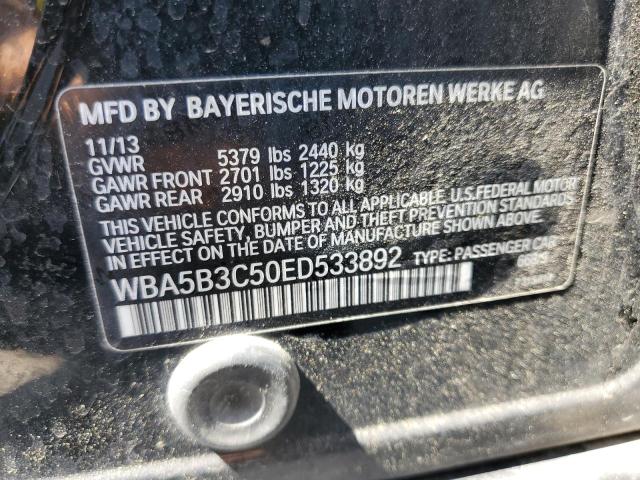 MFD BY BAYERISCHE MOTOREN WERKE AG
11/13
GVWR 5379 lbs 2440 kg
GAWR FRONT 2701 lbs 1225 kg
GAWR REAR 2910 lbs 1320 kg
THIS VEHICLE CONFORMS TO ALL APPLICABLE U.S. FEDERAL MOTOR
VEHICLE SAFETY, BUMPER AND THEFT PREVENTION STANDARDS
IN EFFECT ON THE DATE OF MANUFACTURE SHOWN ABOVE.
WBA5B3C50ED533892 TYPE: PASSENGER CAR